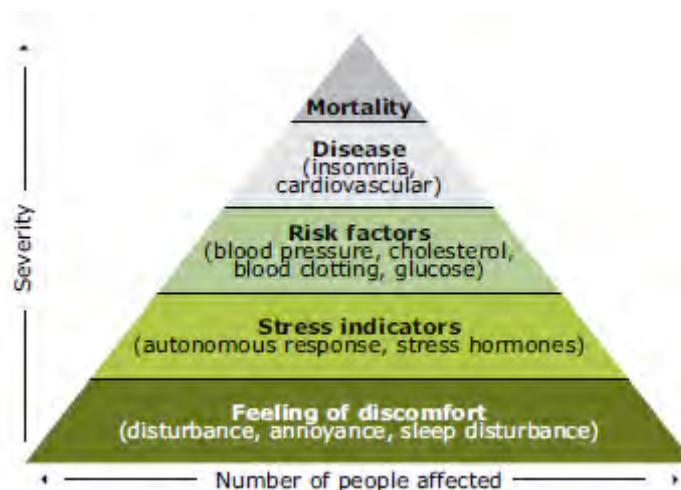 Mortality
Disease
(insomnia,
cardiovascular)
Risk factors
(blood pressure, cholesterol,
blood clotting, glucose)
Stress indicators
(autonomous response, stress hormones)
Feeling of discomfort
(disturbance, annoyance, sleep disturbance)
Severity
Number of people affected